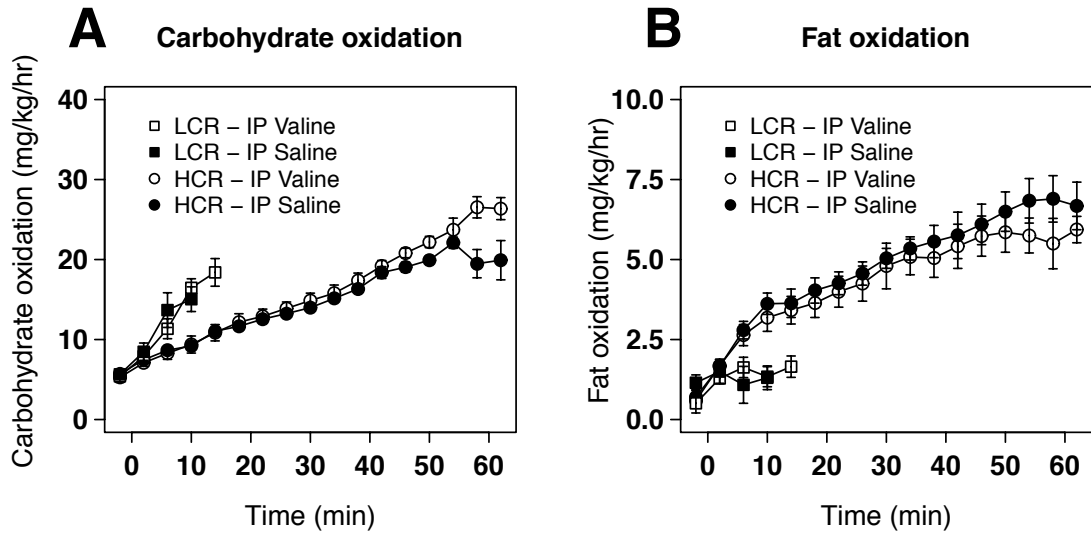 A Carbohydrate oxidation
Carbohydrate oxidation (mg/kg/hr)
40
30
20
10
0
LCR – IP Valine
LCR – IP Saline
HCR – IP Valine
HCR – IP Saline
0 10 20 30 40 50 60
Time (min)
B Fat oxidation
Fat oxidation (mg/kg/hr)
10.0
7.5
5.0
2.5
0.0
LCR – IP Valine
LCR – IP Saline
HCR – IP Valine
HCR – IP Saline
0 10 20 30 40 50 60
Time (min)